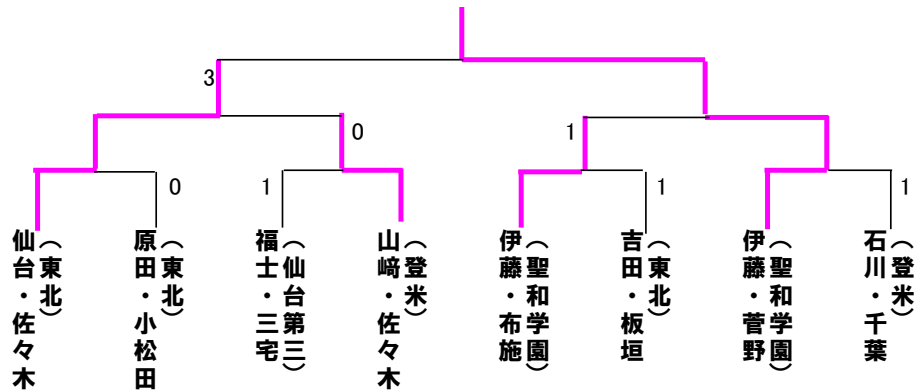 3
0
1
0
1
1
1
仙台・佐々木
（東北）
原田・小松田
（東北）
福士・三宅
（仙台第三）
山﨑・佐々木
（登米）
伊藤・布施
（聖和学園）
吉田・板垣
（東北）
伊藤・菅野
（聖和学園）
石川・千葉
（登米）